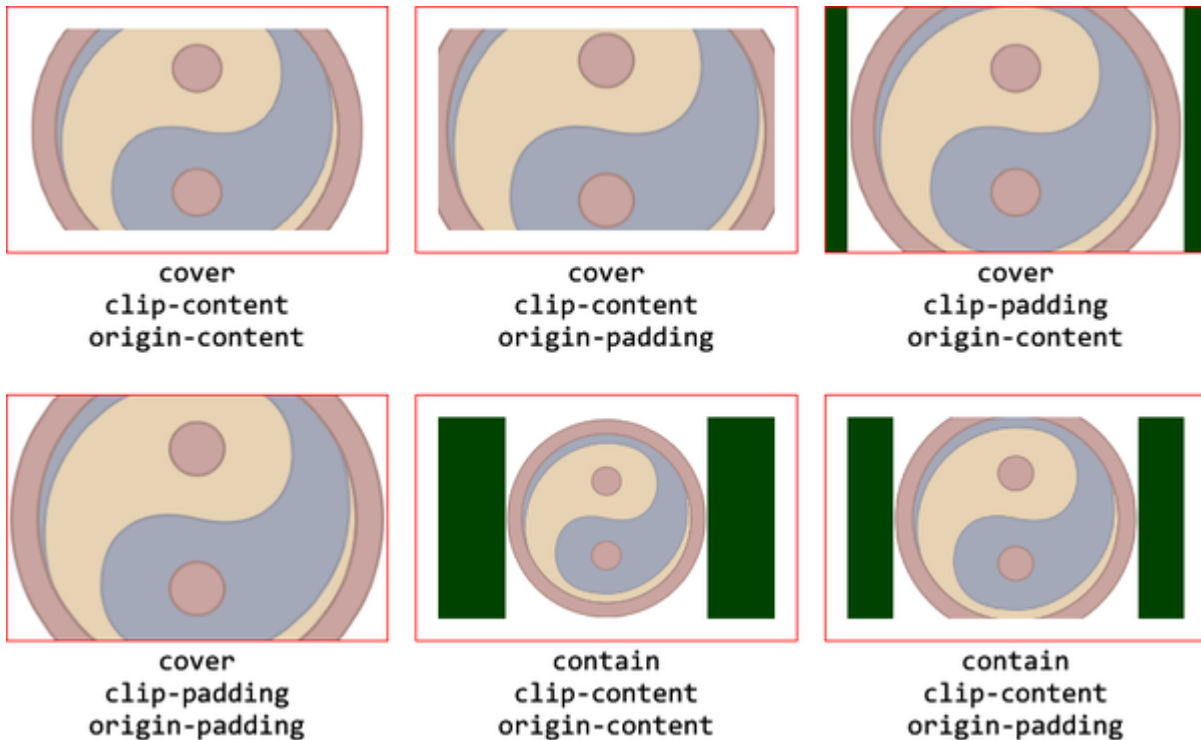 cover
clip-content
origin-content
cover
clip-content
origin-padding
cover
clip-padding
origin-content
cover
clip-padding
origin-padding
contain
clip-content
origin-content
contain
clip-content
origin-padding